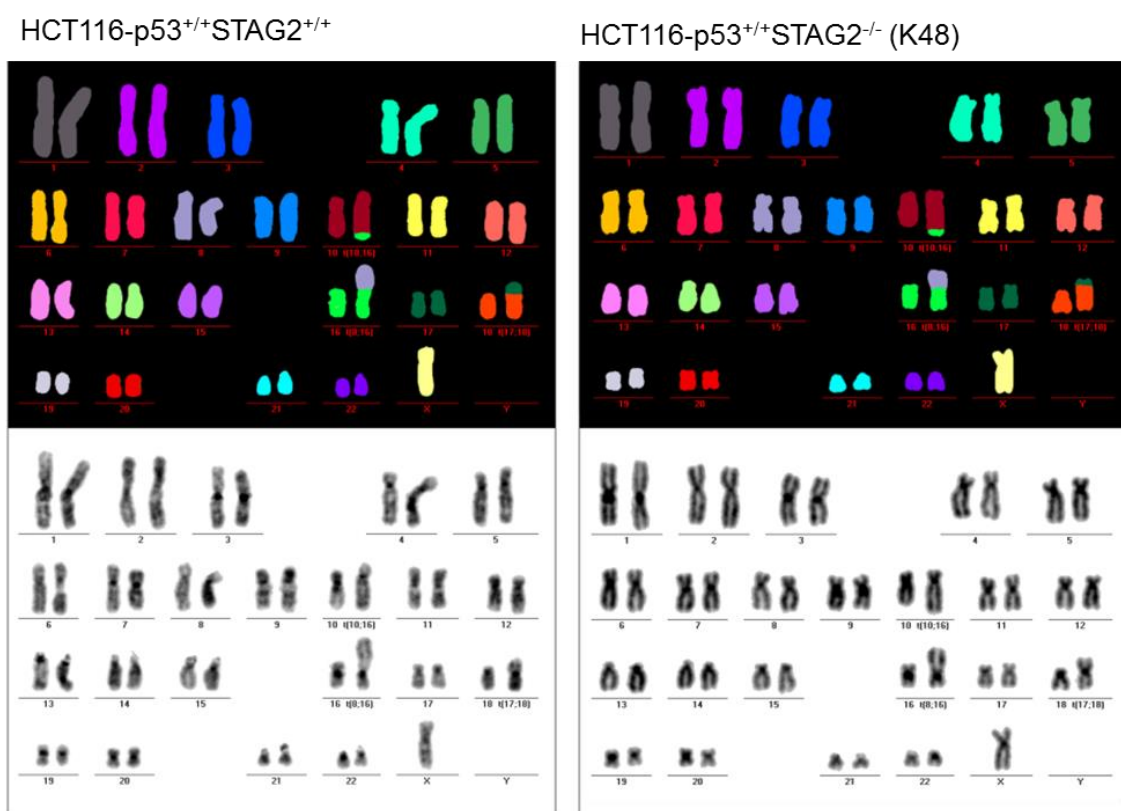 HCT116-p53+/+STAG2+/+
HCT116-p53+/+STAG2-/- (K48)
1 2 3 4 5
6 7 8 9 10 t(10;16) 11 12
13 14 15 16 t(8;16) 17 18 t(17;18)
19 20 21 22 X Y
1 2 3 4 5
6 7 8 9 10 t(10;16) 11 12
13 14 15 16 t(8;16) 17 18 t(17;18)
19 20 21 22 X Y
1 2 3 4 5
6 7 8 9 10 t(10;16) 11 12
13 14 15 16 t(8;16) 17 18 t(17;18)
19 20 21 22 X Y
1 2 3 4 5
6 7 8 9 10 t(10;16) 11 12
13 14 15 16 t(8;16) 17 18 t(17;18)
19 20 21 22 X Y